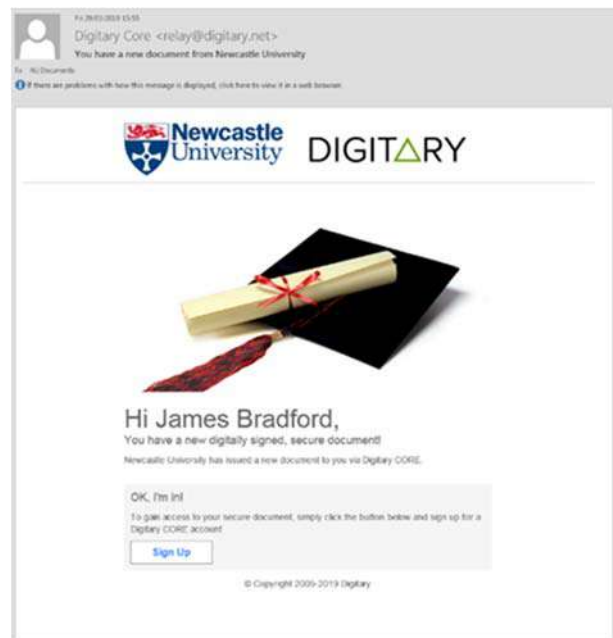 Digitary Core <relay@digitary.net>
You have a new document from Newcastle University
To
If there are problems with how this message is displayed, click here to view it in a web browser.
Newcastle
University
DIGITARY
Hi James Bradford,
You have a new digitally signed, secure document!
Newcastle University has issued a new document to you via Digitary CORE.
OK, I'm in!
To gain access to your secure document, simply click the button below and sign up for a
Digitary CORE account
Sign Up
© Copyright 2005-2019 Digitary